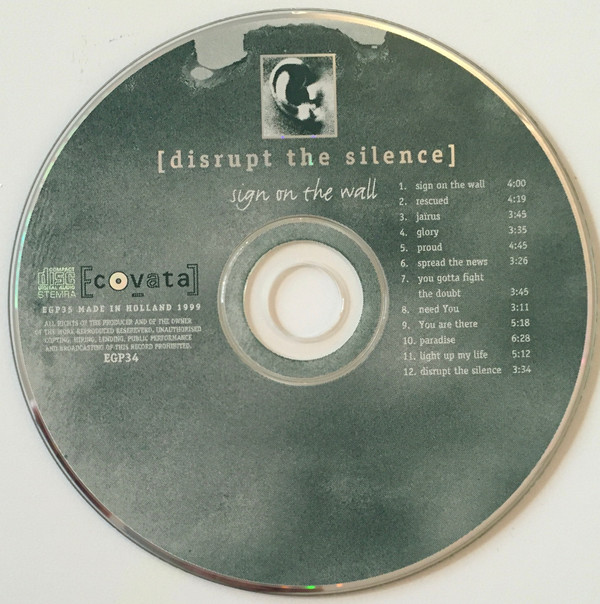 [disrupt the silence]
sign on the wall
1. sign on the wall 4:00
2. rescued 4:19
3. jaïrus 3:45
4. glory 3:35
5. proud 4:45
6. spread the news 3:26
7. you gotta fight
the doubt 3:45
8. need You 3:11
9. You are there 5:18
10. paradise 6:28
11. light up my life 5:12
12. disrupt the silence 3:34
COMPACT
disc
DIGITAL AUDIO
STEMRA
[covata]
EGP35 MADE IN HOLLAND 1999
ALL RIGHTS OF THE PRODUCER AND OF THE OWNER
OF THE WORK REPRODUCED RESERVED, UNAUTHORISED
COPYING, HIRING, LENDING, PUBLIC PERFORMANCE
AND BROADCASTING OF THIS RECORD PROHIBITED.
EGP34